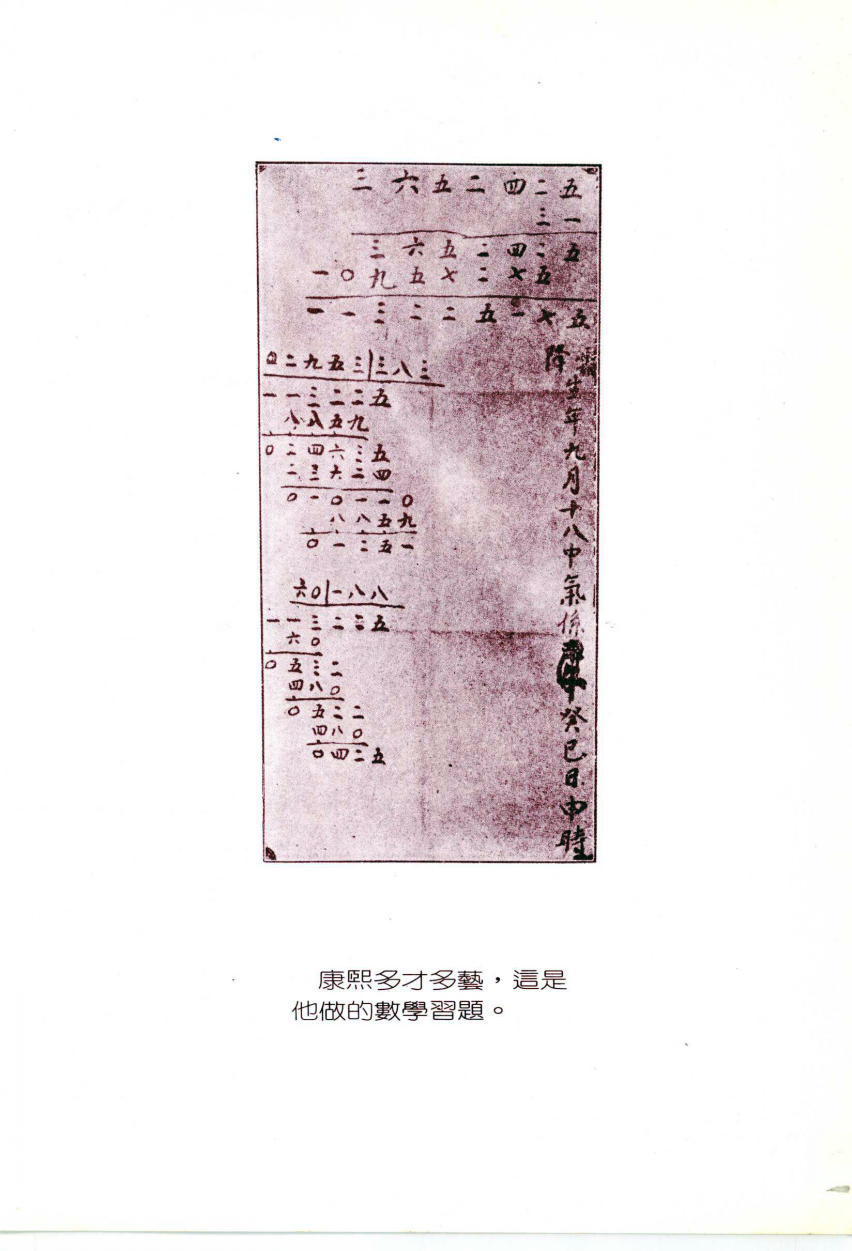 三六五二四二五
三一
三六五二四二五
一〇九五七二七五
一一三二二五一七五
四二九五三|三八三
一一三二二五
八八五九
〇二四六三五
二三六二四
〇一〇一一〇
八八五九
〇一二五一
六〇|一八八
一一三二二五
六〇
〇五三二
四八〇
〇五二二
四八〇
〇四二五
霜
降生年九月十八中氣係癸巳日申時
康熙多才多藝，這是
他做的數學習題。